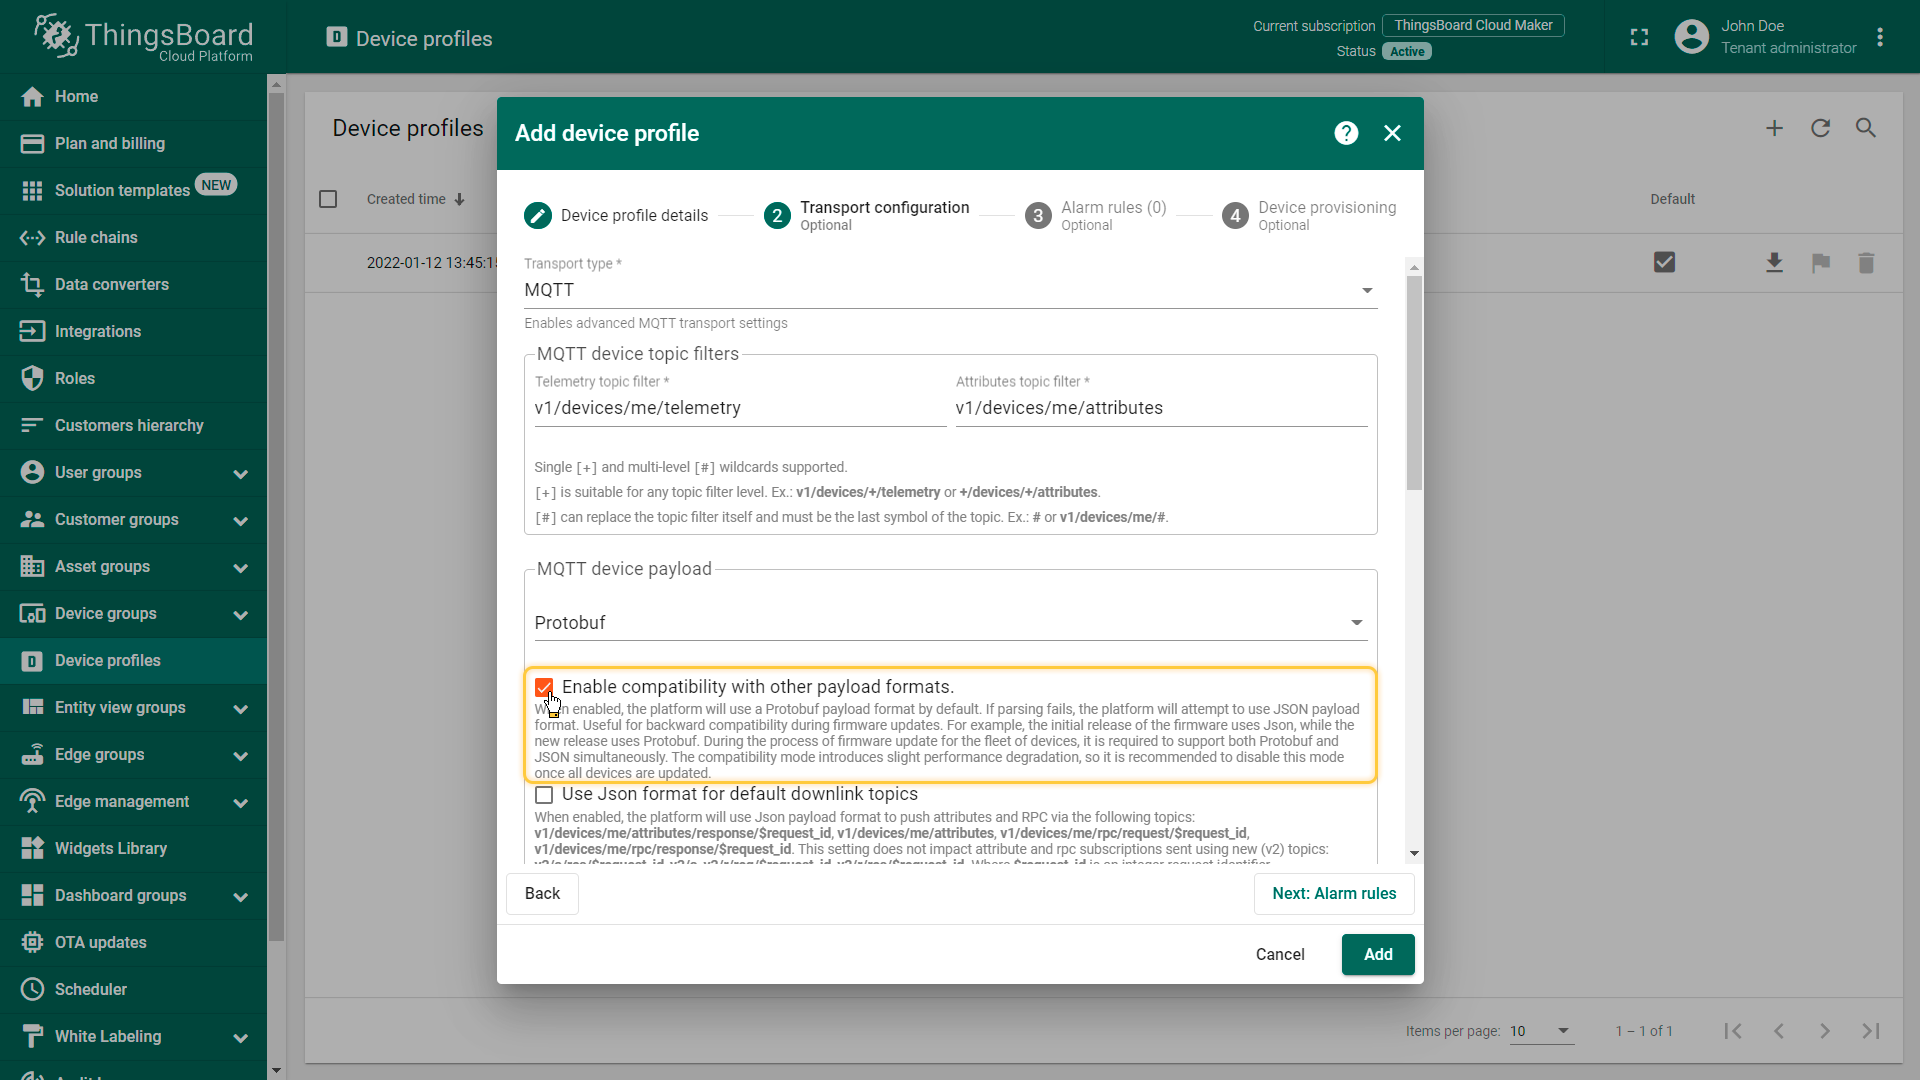 ThingsBoard
Cloud Platform
Device profiles
Current subscription
ThingsBoard Cloud Maker
Status
Active
John Doe
Tenant administrator
Home
Plan and billing
Solution templates
NEW
Rule chains
Data converters
Integrations
Roles
Customers hierarchy
User groups
Customer groups
Asset groups
Device groups
Device profiles
Entity view groups
Edge groups
Edge management
Widgets Library
Dashboard groups
OTA updates
Scheduler
White Labeling
Device profiles
Created time
Default
2022-01-12 13:45:1
Add device profile
Device profile details
2
Transport configuration
Optional
3
Alarm rules (0)
Optional
4
Device provisioning
Optional
Transport type *
MQTT
Enables advanced MQTT transport settings
MQTT device topic filters
Telemetry topic filter *
v1/devices/me/telemetry
Attributes topic filter *
v1/devices/me/attributes
Single [+] and multi-level [#] wildcards supported.
[+] is suitable for any topic filter level. Ex.: v1/devices/+/telemetry or +/devices/+/attributes.
[#] can replace the topic filter itself and must be the last symbol of the topic. Ex.: # or v1/devices/me/#.
MQTT device payload
Protobuf
Enable compatibility with other payload formats.
When enabled, the platform will use a Protobuf payload format by default. If parsing fails, the platform will attempt to use JSON payload
format. Useful for backward compatibility during firmware updates. For example, the initial release of the firmware uses Json, while the
new release uses Protobuf. During the process of firmware update for the fleet of devices, it is required to support both Protobuf and
JSON simultaneously. The compatibility mode introduces slight performance degradation, so it is recommended to disable this mode
once all devices are updated.
Use Json format for default downlink topics
When enabled, the platform will use Json payload format to push attributes and RPC via the following topics:
v1/devices/me/attributes/response/$request_id, v1/devices/me/attributes, v1/devices/me/rpc/request/$request_id,
v1/devices/me/rpc/response/$request_id. This setting does not impact attribute and rpc subscriptions sent using new (v2) topics:
Back
Next: Alarm rules
Cancel
Add
Items per page:
10
1 – 1 of 1